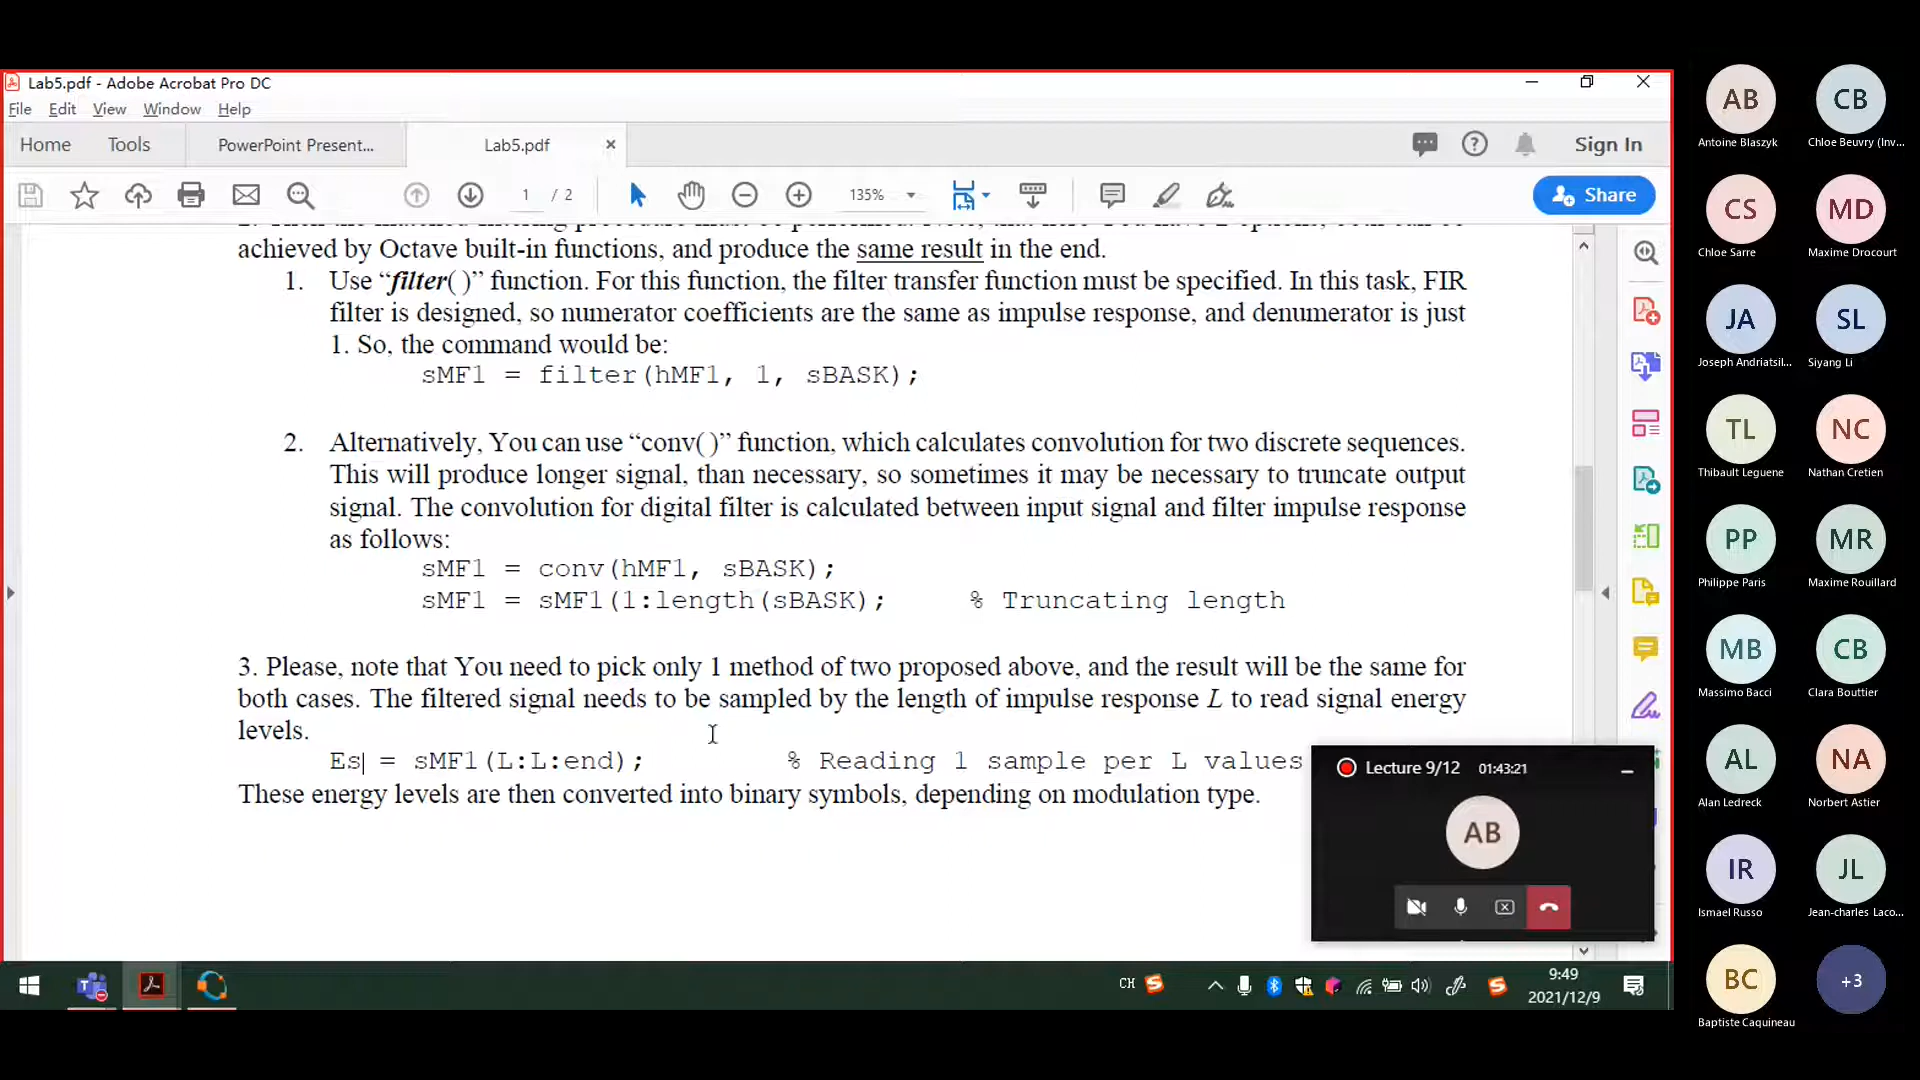 Lab5.pdf - Adobe Acrobat Pro DC
File Edit View Window Help
Home Tools PowerPoint Present... Lab5.pdf × Sign In
1 / 2 135% Share
achieved by Octave built-in functions, and produce the same result in the end.
1. Use “filter( )” function. For this function, the filter transfer function must be specified. In this task, FIR
filter is designed, so numerator coefficients are the same as impulse response, and denumerator is just
1. So, the command would be:
sMF1 = filter(hMF1, 1, sBASK);
2. Alternatively, You can use “conv( )” function, which calculates convolution for two discrete sequences.
This will produce longer signal, than necessary, so sometimes it may be necessary to truncate output
signal. The convolution for digital filter is calculated between input signal and filter impulse response
as follows:
sMF1 = conv(hMF1, sBASK);
sMF1 = sMF1(1:length(sBASK); % Truncating length
3. Please, note that You need to pick only 1 method of two proposed above, and the result will be the same for
both cases. The filtered signal needs to be sampled by the length of impulse response L to read signal energy
levels.
Es = sMF1(L:L:end); % Reading 1 sample per L values
These energy levels are then converted into binary symbols, depending on modulation type.
Lecture 9/12 01:43:21
AB
CH
9:49
2021/12/9
AB CB
Antoine Blaszyk Chloe Beuvry (Inv...
CS MD
Chloe Sarre Maxime Drocourt
JA SL
Joseph Andriatsil... Siyang Li
TL NC
Thibault Leguene Nathan Cretien
PP MR
Philippe Paris Maxime Rouillard
MB CB
Massimo Bacci Clara Bouttier
AL NA
Alan Ledreck Norbert Astier
IR JL
Ismael Russo Jean-charles Laco...
BC +3
Baptiste Caquineau